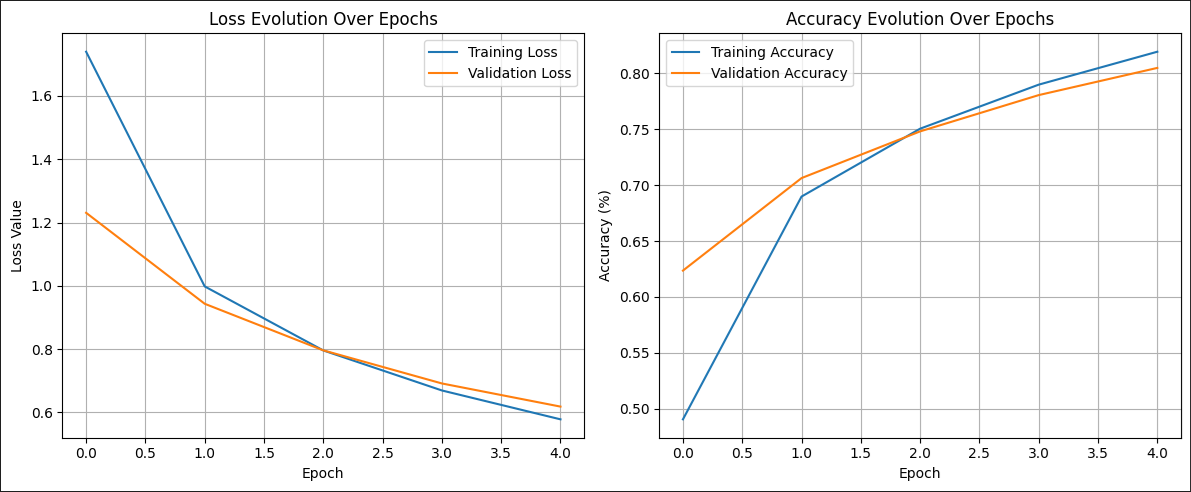 Loss Evolution Over Epochs
Training Loss
Validation Loss
Loss Value
1.6
1.4
1.2
1.0
0.8
0.6
0.0 0.5 1.0 1.5 2.0 2.5 3.0 3.5 4.0
Epoch
Accuracy Evolution Over Epochs
Training Accuracy
Validation Accuracy
Accuracy (%)
0.80
0.75
0.70
0.65
0.60
0.55
0.50
0.0 0.5 1.0 1.5 2.0 2.5 3.0 3.5 4.0
Epoch